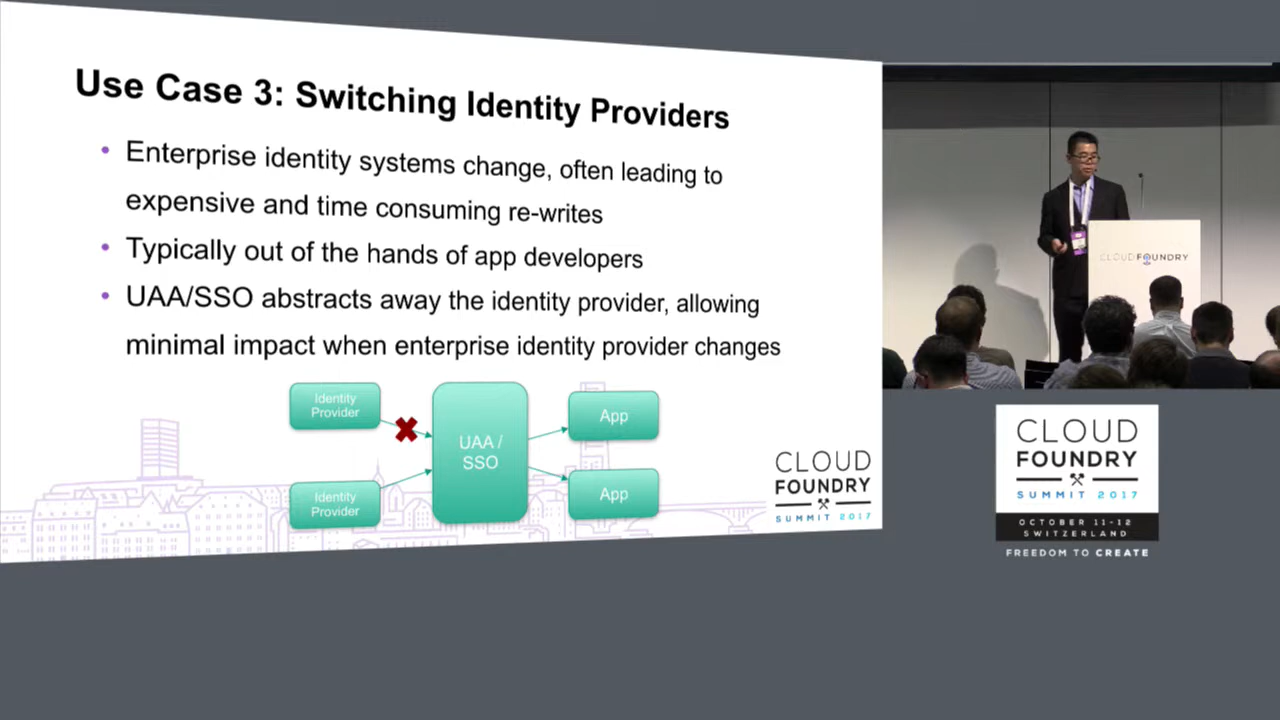 Use Case 3: Switching Identity Providers
• Enterprise identity systems change, often leading to
expensive and time consuming re-writes
• Typically out of the hands of app developers
• UAA/SSO abstracts away the identity provider, allowing
minimal impact when enterprise identity provider changes
Identity
Provider
Identity
Provider
UAA /
SSO
App
App
CLOUD
FOUNDRY
SUMMIT 2017
CLOUDFOUNDRY
CLOUD
FOUNDRY
SUMMIT 2017
OCTOBER 11-12
SWITZERLAND
FREEDOM TO CREATE